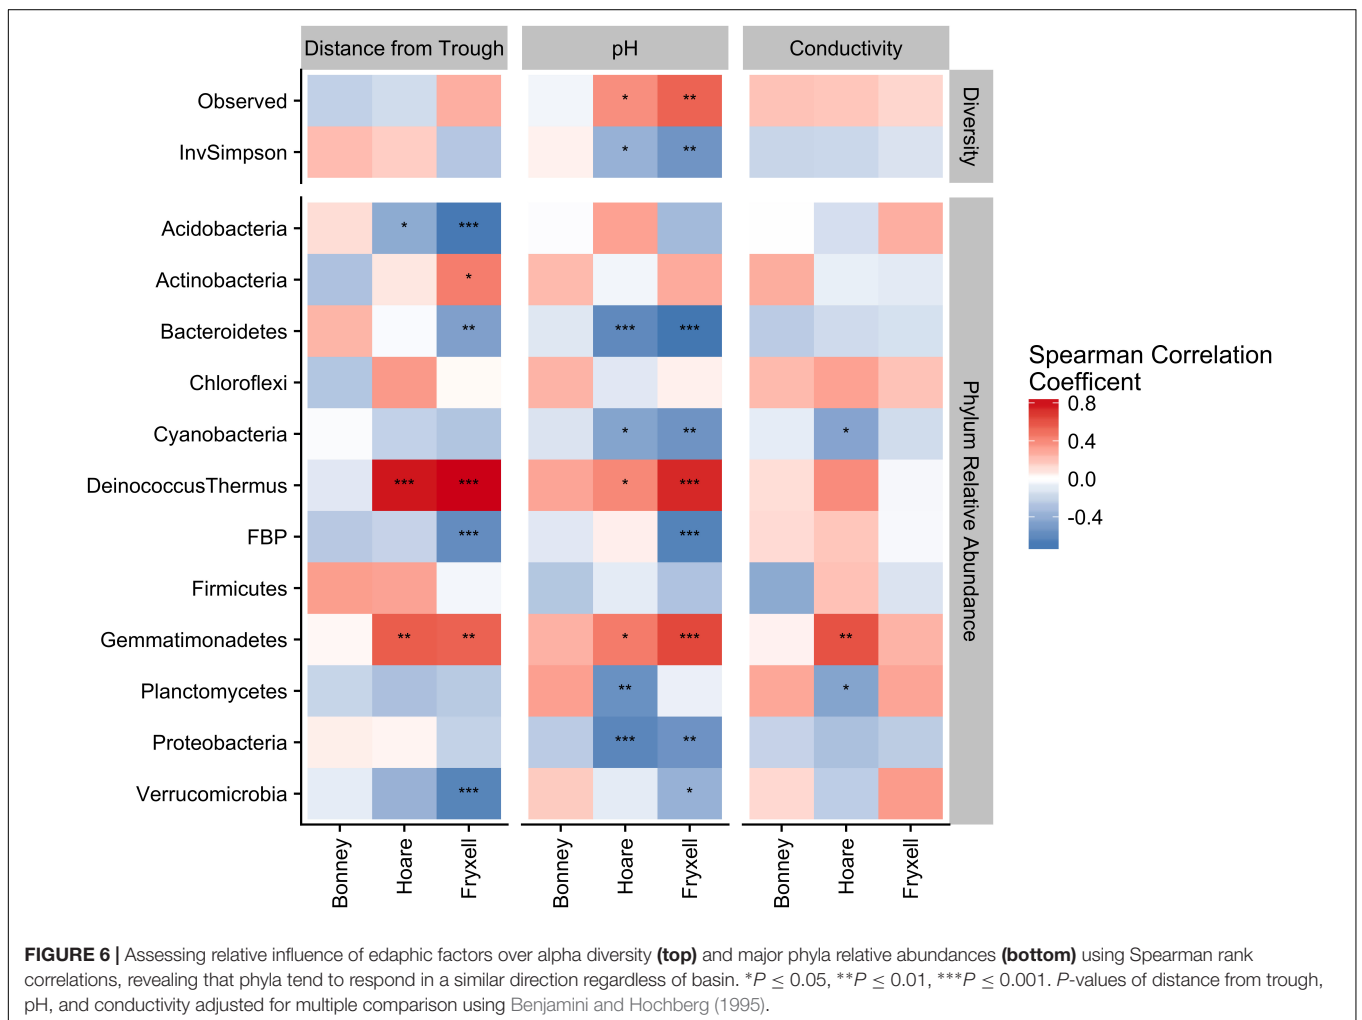 Distance from Trough pH Conductivity
Observed
* **
InvSimpson
* **
Diversity
Acidobacteria
* ***
Actinobacteria
*
Bacteroidetes
** *** ***
Chloroflexi
Cyanobacteria
* ** *
DeinococcusThermus
*** *** * ***
FBP
*** ***
Firmicutes
Gemmatimonadetes
** ** * *** **
Planctomycetes
** *
Proteobacteria
*** **
Verrucomicrobia
*** *
Phylum Relative Abundance
Bonney Hoare Fryxell Bonney Hoare Fryxell Bonney Hoare Fryxell
Spearman Correlation
Coefficent
0.8
0.4
0.0
-0.4
FIGURE 6 | Assessing relative influence of edaphic factors over alpha diversity (top) and major phyla relative abundances (bottom) using Spearman rank
correlations, revealing that phyla tend to respond in a similar direction regardless of basin. *P ≤ 0.05, **P ≤ 0.01, ***P ≤ 0.001. P-values of distance from trough,
pH, and conductivity adjusted for multiple comparison using Benjamini and Hochberg (1995).